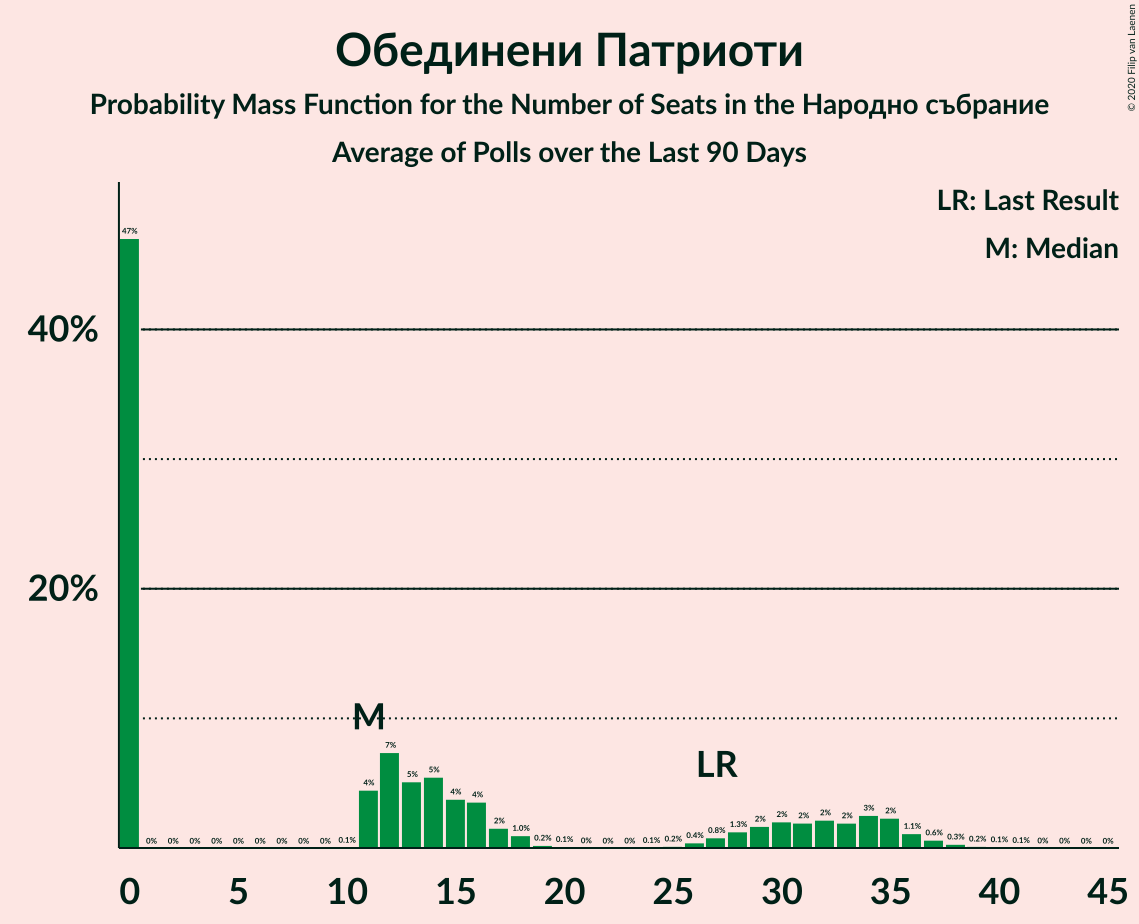 Обединени Патриоти
Probability Mass Function for the Number of Seats in the Народно събрание
Average of Polls over the Last 90 Days
© 2020 Filip van Laenen
LR: Last Result
M: Median
47%
40%
20%
M
LR
0% 0% 0% 0% 0% 0% 0% 0% 0% 0.1% 4% 7% 5% 5% 4% 4% 2% 1.0% 0.2% 0.1% 0% 0% 0% 0.1% 0.2% 0.4% 0.8% 1.3% 2% 2% 2% 2% 2% 3% 2% 1.1% 0.6% 0.3% 0.2% 0.1% 0.1% 0% 0% 0% 0%
0 5 10 15 20 25 30 35 40 45